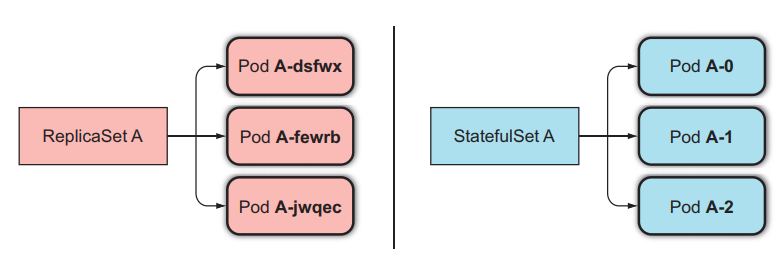 ReplicaSet A
Pod A-dsfwx
Pod A-fewrb
Pod A-jwqec
StatefulSet A
Pod A-0
Pod A-1
Pod A-2